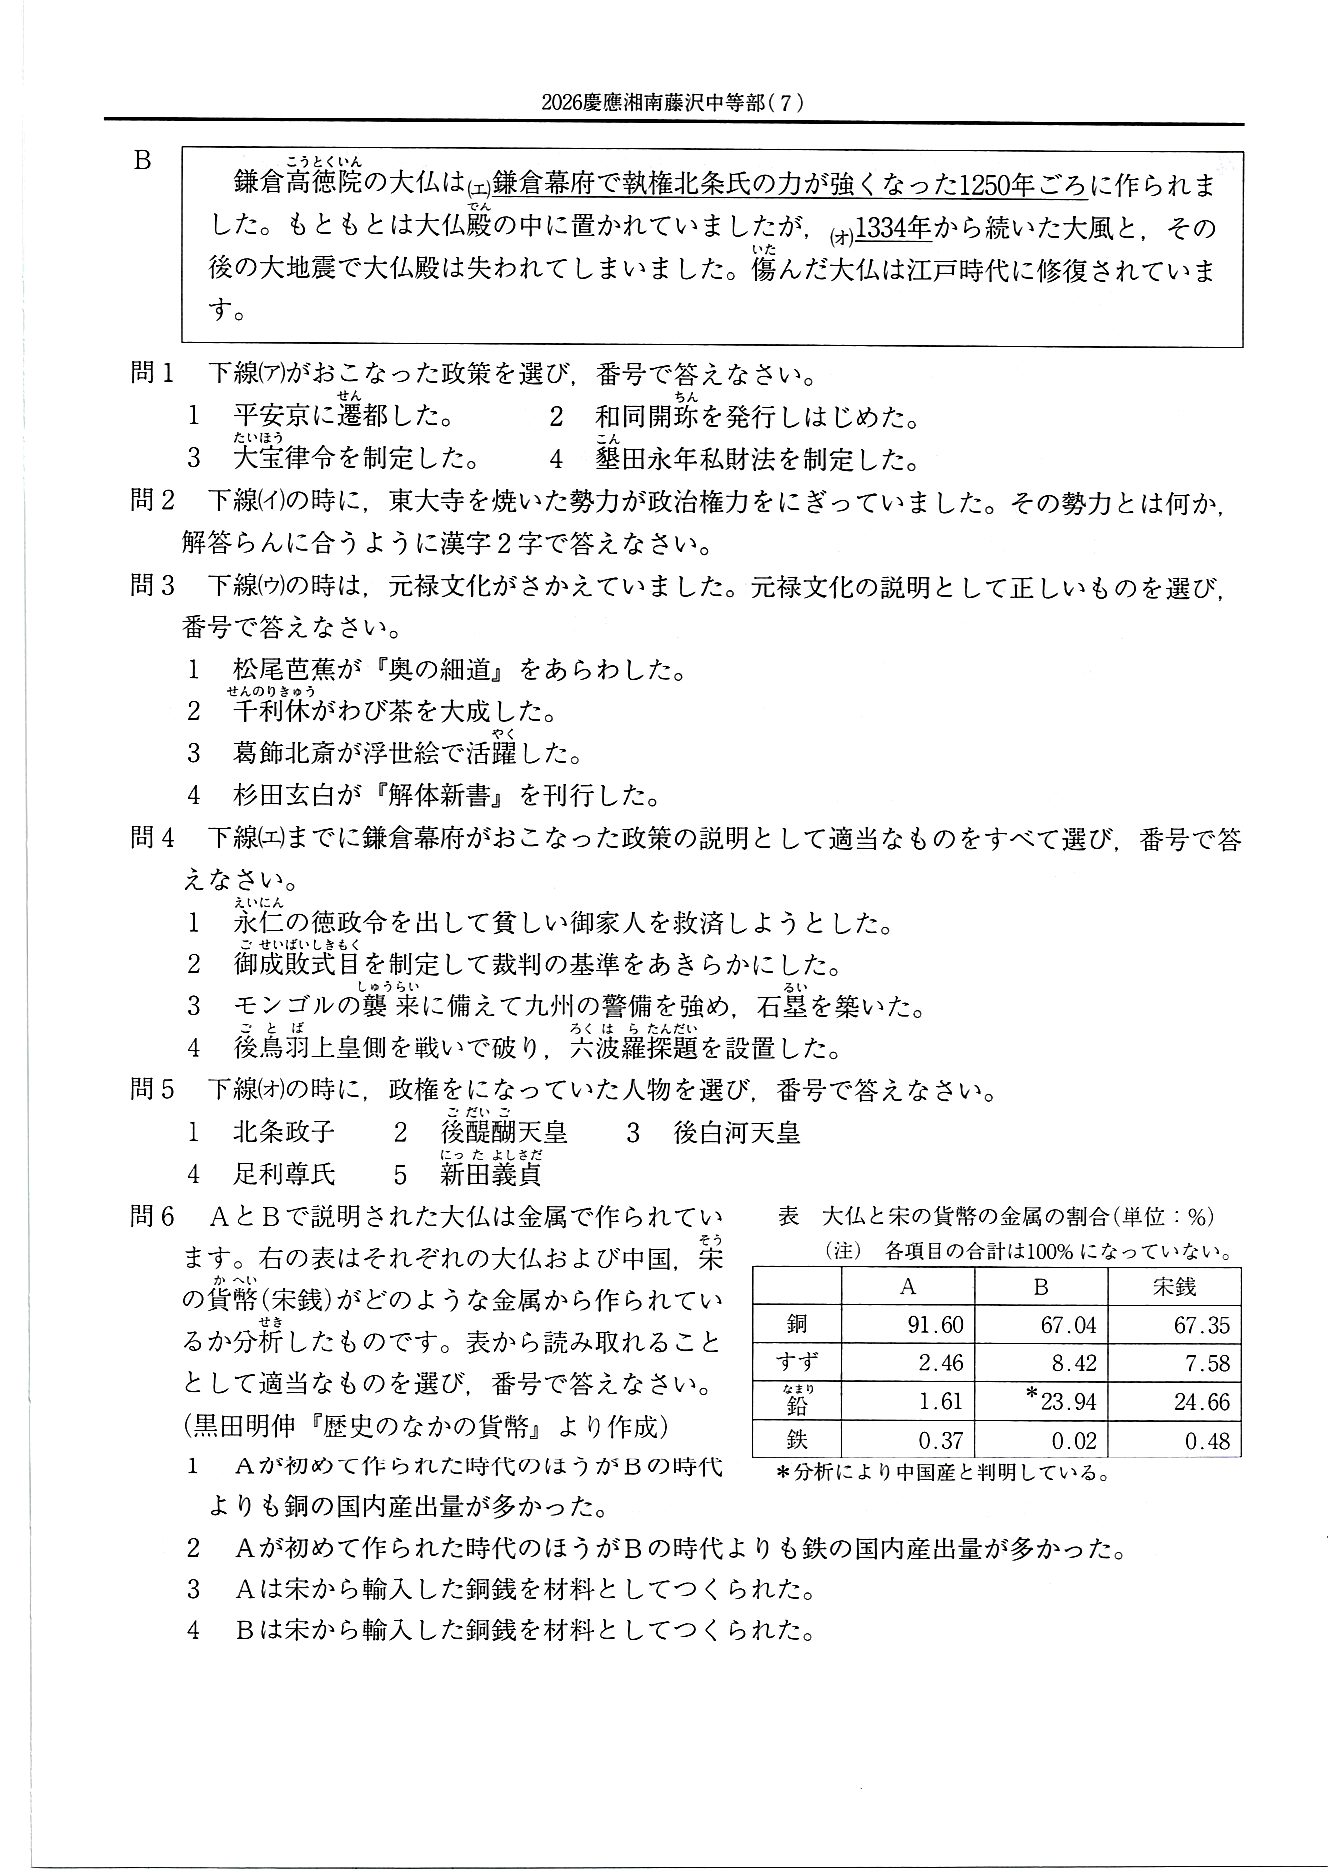 2026慶應湘南藤沢中等部(7)
B
鎌倉高徳院の大仏は(エ)鎌倉幕府で執権北条氏の力が強くなった1250年ごろに作られま
した。もともとは大仏殿の中に置かれていましたが，(オ)1334年から続いた大風と，その
後の大地震で大仏殿は失われてしまいました。傷んだ大仏は江戸時代に修復されていま
す。
問1　下線(ア)がおこなった政策を選び，番号で答えなさい。
1　平安京に遷都した。　2　和同開珎を発行しはじめた。
3　大宝律令を制定した。　4　墾田永年私財法を制定した。
問2　下線(イ)の時に，東大寺を焼いた勢力が政治権力をにぎっていました。その勢力とは何か，
解答らんに合うように漢字2字で答えなさい。
問3　下線(ウ)の時は，元禄文化がさかえていました。元禄文化の説明として正しいものを選び，
番号で答えなさい。
1　松尾芭蕉が『奥の細道』をあらわした。
2　千利休がわび茶を大成した。
3　葛飾北斎が浮世絵で活躍した。
4　杉田玄白が『解体新書』を刊行した。
問4　下線(エ)までに鎌倉幕府がおこなった政策の説明として適当なものをすべて選び，番号で答
えなさい。
1　永仁の徳政令を出して貧しい御家人を救済しようとした。
2　御成敗式目を制定して裁判の基準をあきらかにした。
3　モンゴルの襲来に備えて九州の警備を強め，石塁を築いた。
4　後鳥羽上皇側を戦いで破り，六波羅探題を設置した。
問5　下線(オ)の時に，政権をになっていた人物を選び，番号で答えなさい。
1　北条政子　2　後醍醐天皇　3　後白河天皇
4　足利尊氏　5　新田義貞
問6　AとBで説明された大仏は金属で作られてい
ます。右の表はそれぞれの大仏および中国，宋
の貨幣(宋銭)がどのような金属から作られてい
るか分析したものです。表から読み取れること
として適当なものを選び，番号で答えなさい。
(黒田明伸『歴史のなかの貨幣』より作成)
1　Aが初めて作られた時代のほうがBの時代
よりも銅の国内産出量が多かった。
2　Aが初めて作られた時代のほうがBの時代よりも鉄の国内産出量が多かった。
3　Aは宋から輸入した銅銭を材料としてつくられた。
4　Bは宋から輸入した銅銭を材料としてつくられた。
表　大仏と宋の貨幣の金属の割合(単位：%)
(注)　各項目の合計は100%になっていない。
A　B　宋銭
銅　91.60　67.04　67.35
すず　2.46　8.42　7.58
鉛　1.61　*23.94　24.66
鉄　0.37　0.02　0.48
*分析により中国産と判明している。